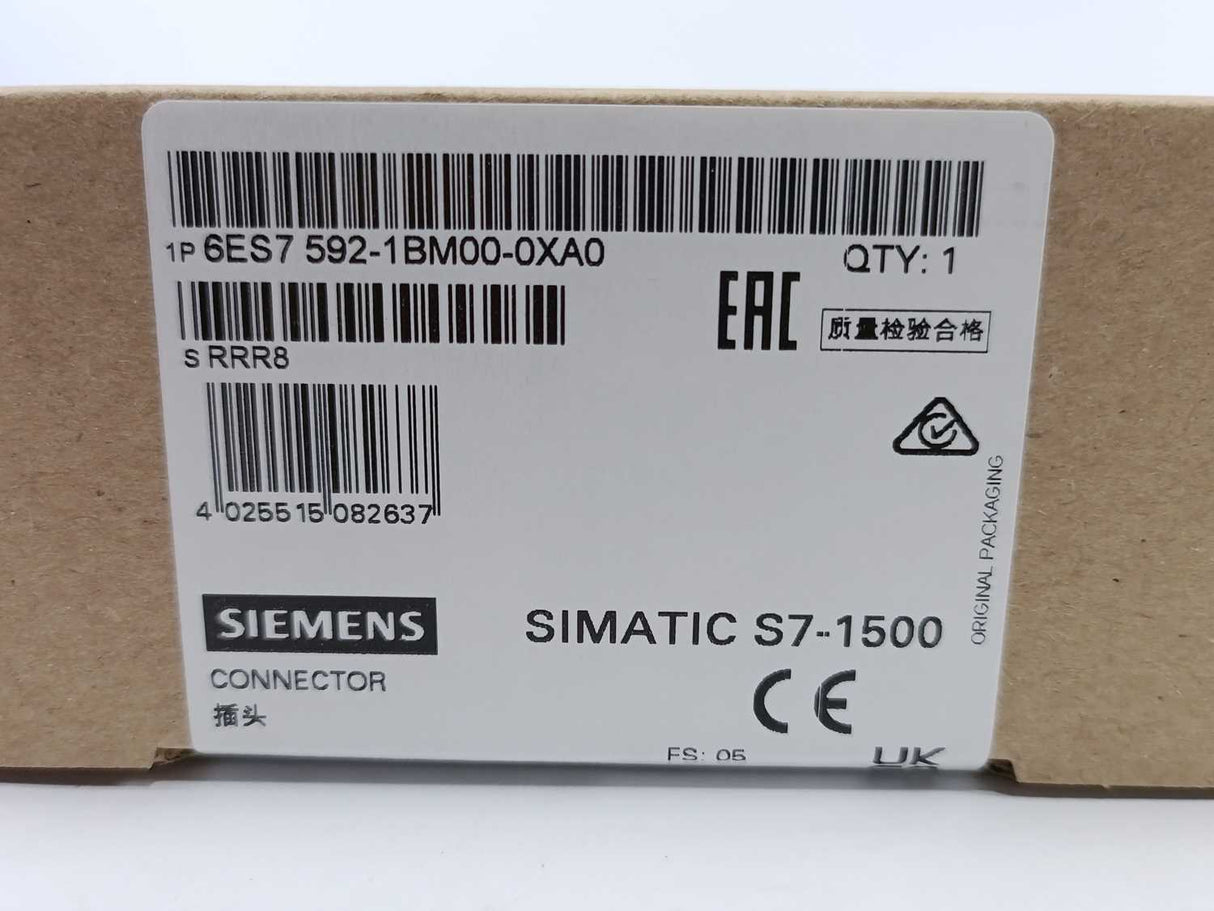 1P 6ES7 592-1BM00-0XA0
QTY: 1
EAC
质量检验合格
S RRR8
4 025515 082637
ORIGINAL PACKAGING
SIEMENS
SIMATIC S7-1500
CONNECTOR
插头
CE
FS: 05
UK